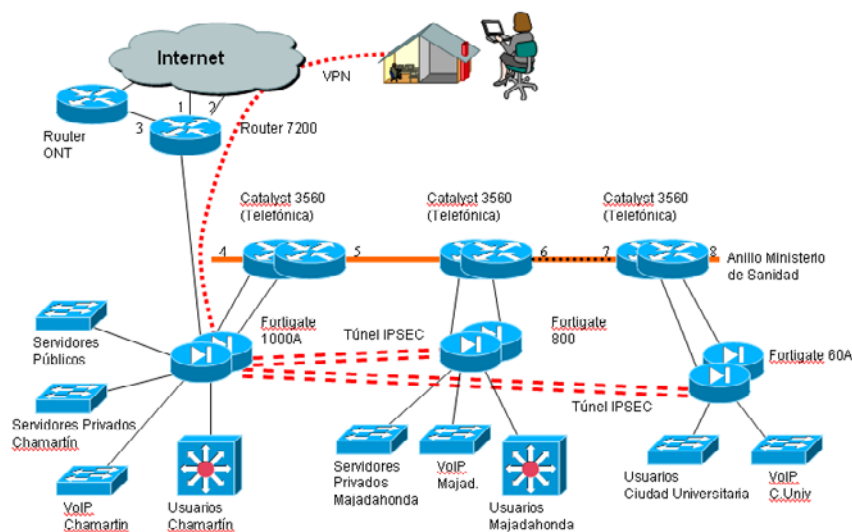 Internet
VPN
1
2
3
Router
ONT
Router 7200
Catalyst 3560
(Telefónica)
Catalyst 3560
(Telefónica)
Catalyst 3560
(Telefónica)
4
5
6
7
8
Anillo Ministerio
de Sanidad
Servidores
Públicos
Fortigate
1000A
Túnel IPSEC
Fortigate
800
Fortigate 60A
Túnel IPSEC
Servidores Privados
Chamartín
VoIP
Chamartin
Usuarios
Chamartín
Servidores
Privados
Majadahonda
VoIP
Majad.
Usuarios
Majadahonda
Usuarios
Ciudad Universitaria
VoIP
C.Univ